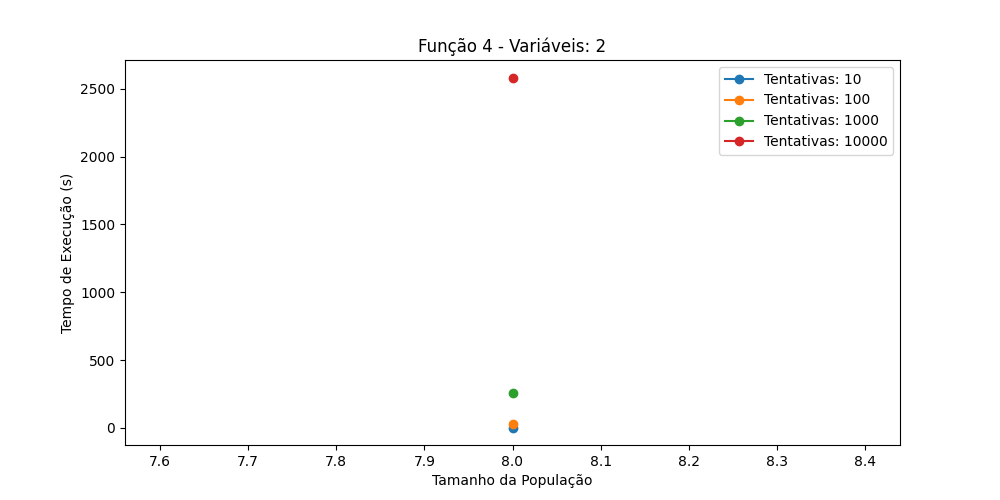 Função 4 - Variáveis: 2
Tentativas: 10
Tentativas: 100
Tentativas: 1000
Tentativas: 10000
Tempo de Execução (s)
2500
2000
1500
1000
500
0
7.6 7.7 7.8 7.9 8.0 8.1 8.2 8.3 8.4
Tamanho da População